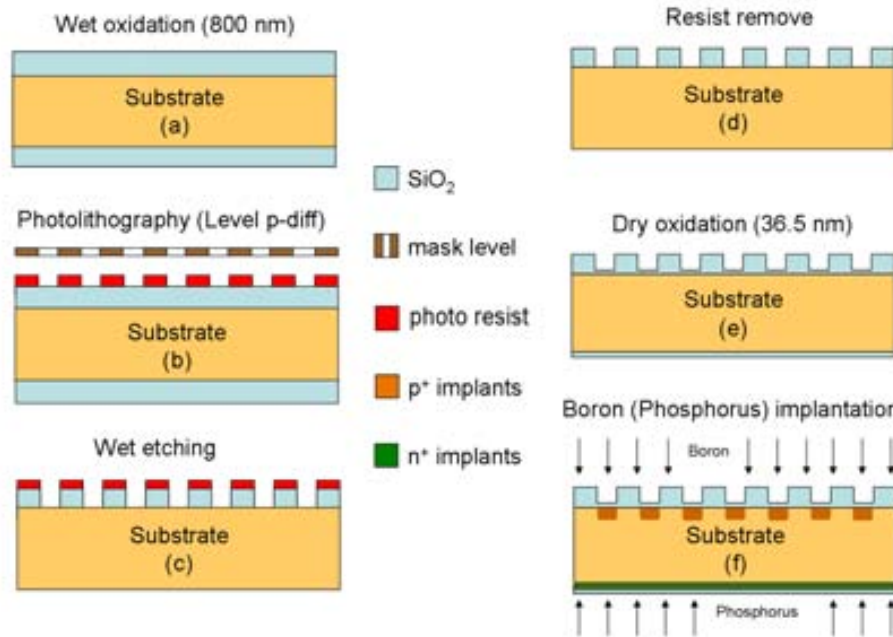 Wet oxidation (800 nm)
Substrate
(a)
Photolithography (Level p-diff)
Substrate
(b)
Wet etching
Substrate
(c)
SiO₂
mask level
photo resist
p⁺ implants
n⁺ implants
Resist remove
Substrate
(d)
Dry oxidation (36.5 nm)
Substrate
(e)
Boron (Phosphorus) implantation
Boron
Substrate
(f)
Phosphorus